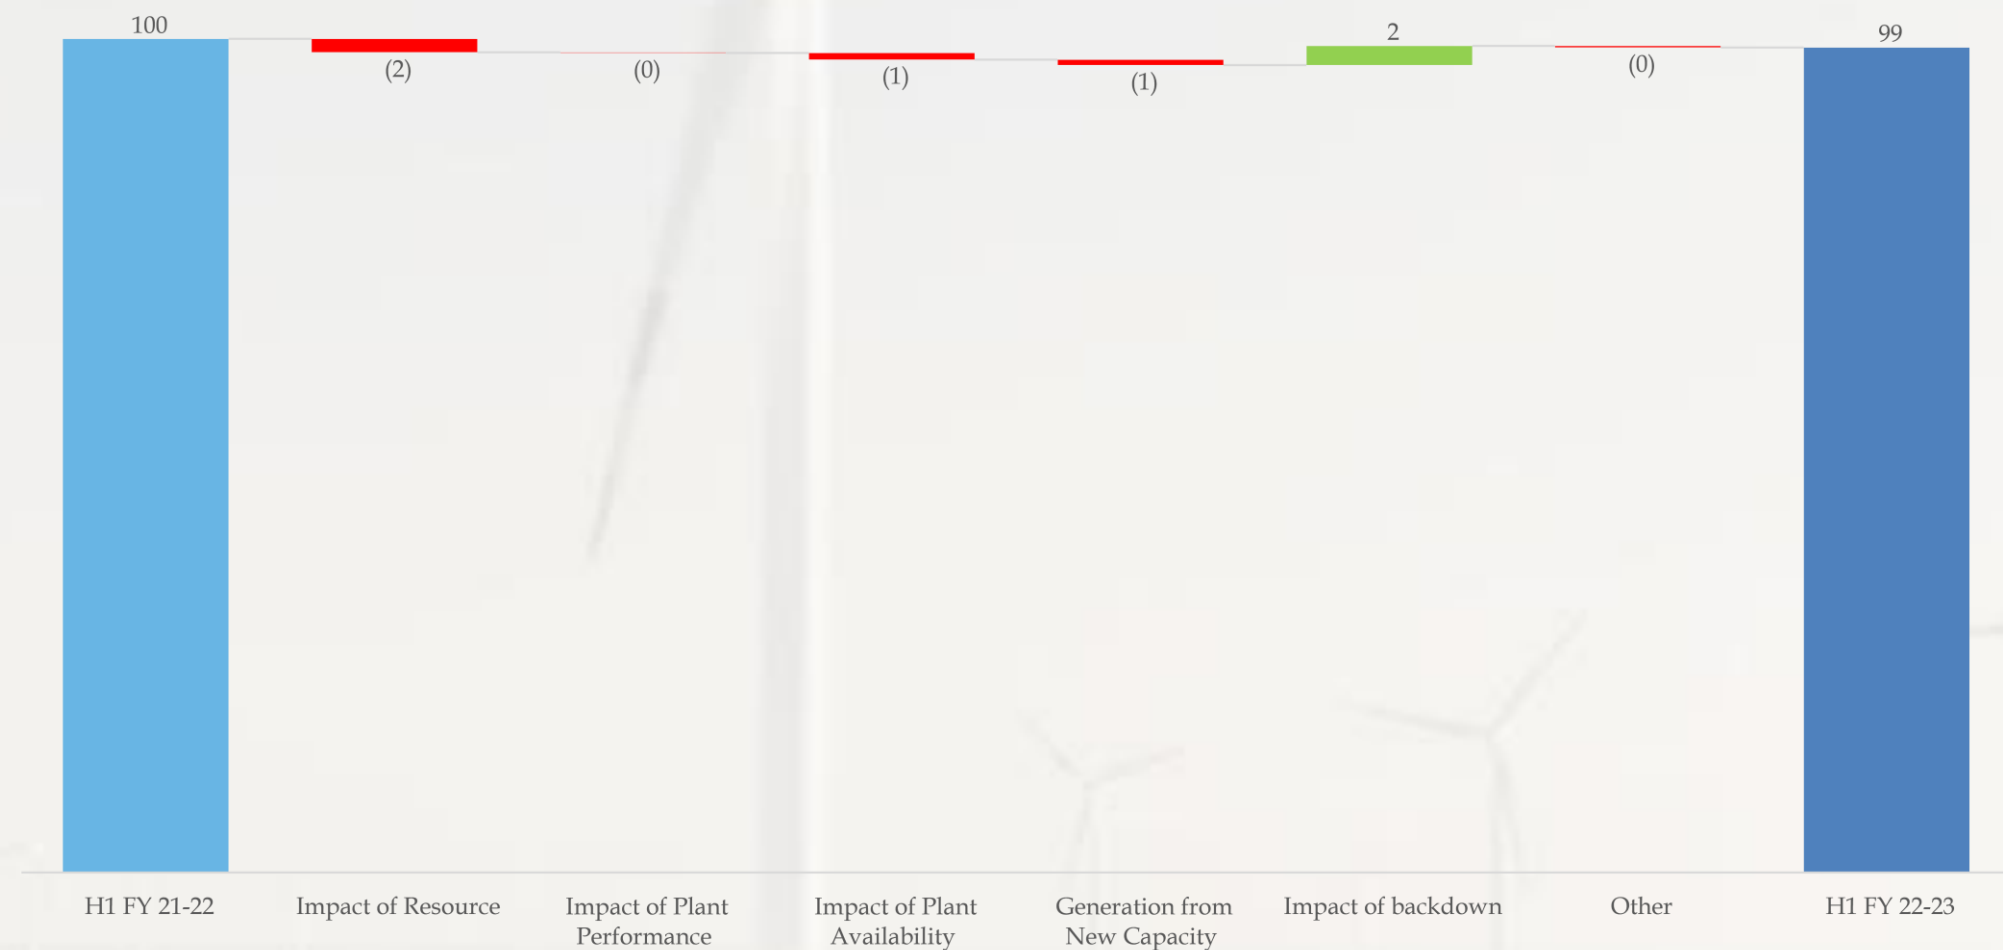 100
(2)
(0)
(1)
(1)
2
(0)
99
H1 FY 21-22
Impact of Resource
Impact of Plant
Performance
Impact of Plant
Availability
Generation from
New Capacity
Impact of backdown
Other
H1 FY 22-23